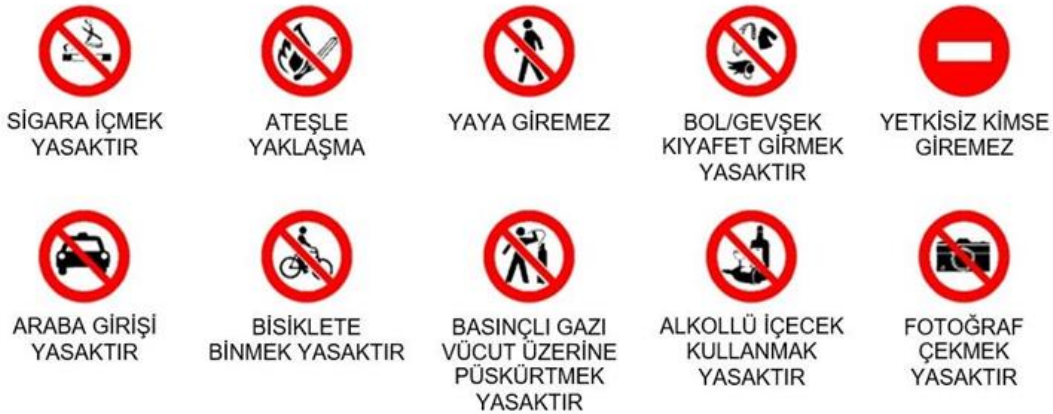 SİGARA İÇMEK
YASAKTIR
ATEŞLE
YAKLAŞMA
YAYA GİREMEZ
BOL/GEVŞEK
KIYAFET GİRMEK
YASAKTIR
YETKİSİZ KİMSE
GİREMEZ
ARABA GİRİŞİ
YASAKTIR
BİSİKLETE
BİNMEK YASAKTIR
BASINÇLI GAZI
VÜCUT ÜZERİNE
PÜSKÜRTMEK
YASAKTIR
ALKOLLÜ İÇECEK
KULLANMAK
YASAKTIR
FOTOĞRAF
ÇEKMEK
YASAKTIR